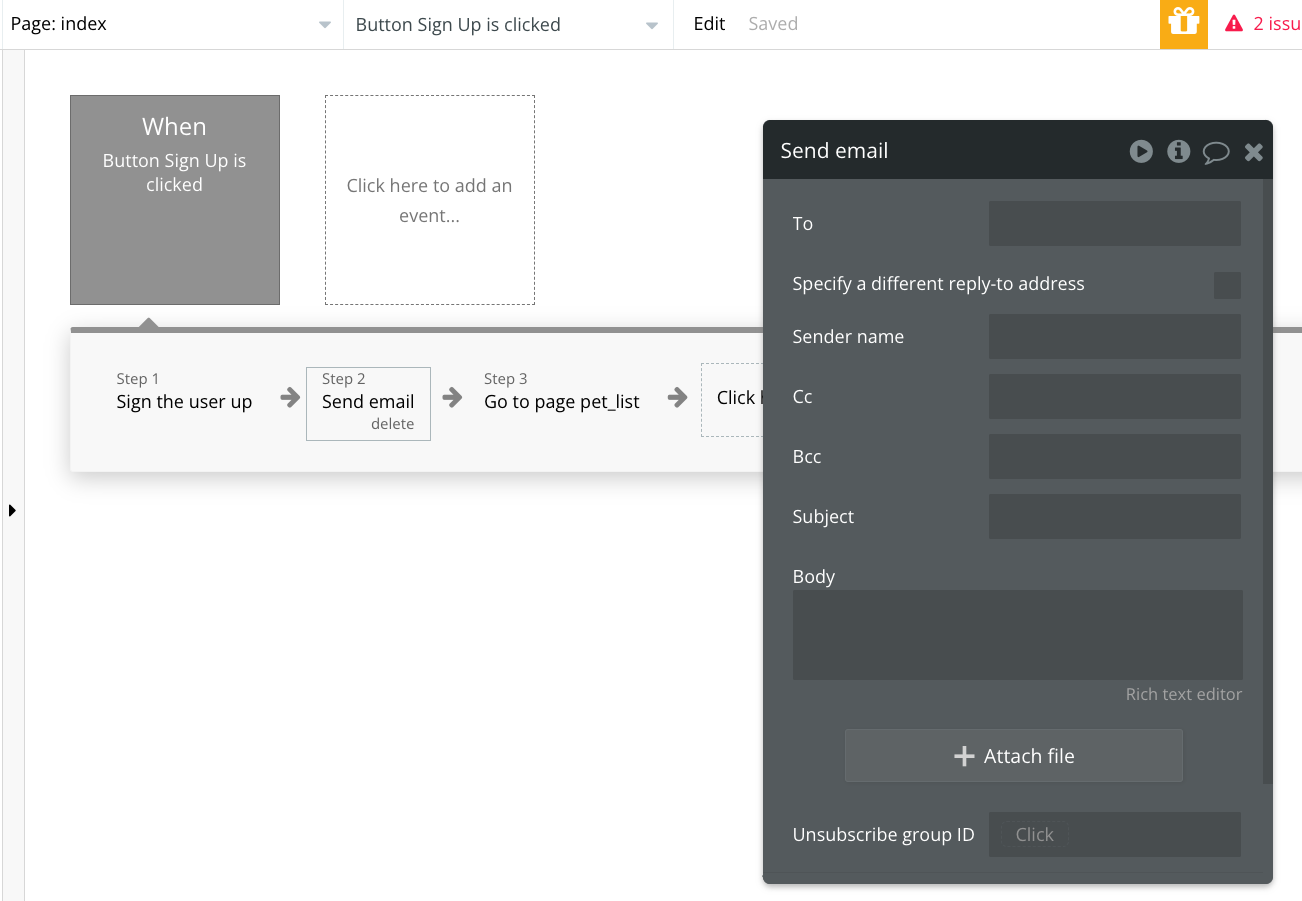 Page: index
Button Sign Up is clicked
Edit
Saved
2 issu
When
Button Sign Up is
clicked
Click here to add an
event...
Step 1
Sign the user up
Step 2
Send email
delete
Step 3
Go to page pet_list
Click
Send email
To
Specify a different reply-to address
Sender name
Cc
Bcc
Subject
Body
Rich text editor
Attach file
Unsubscribe group ID
Click